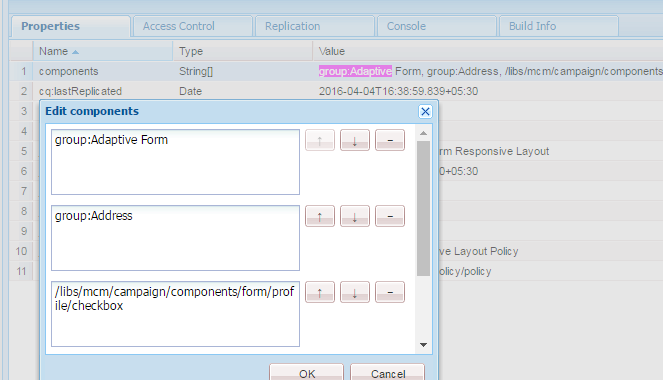 Properties Access Control Replication Console Build Info
Name Type Value
1 components String[] group:Adaptive Form, group:Address, /libs/mcm/campaign/components
2 cq:lastReplicated Date 2016-04-04T16:38:59.839+05:30
3
Edit components
4
group:Adaptive Form
5 rm Responsive Layout
6 0+05:30
7
8
group:Address
9
10 ve Layout Policy
11 olicy/policy
/libs/mcm/campaign/components/form/pro
file/checkbox
OK Cancel